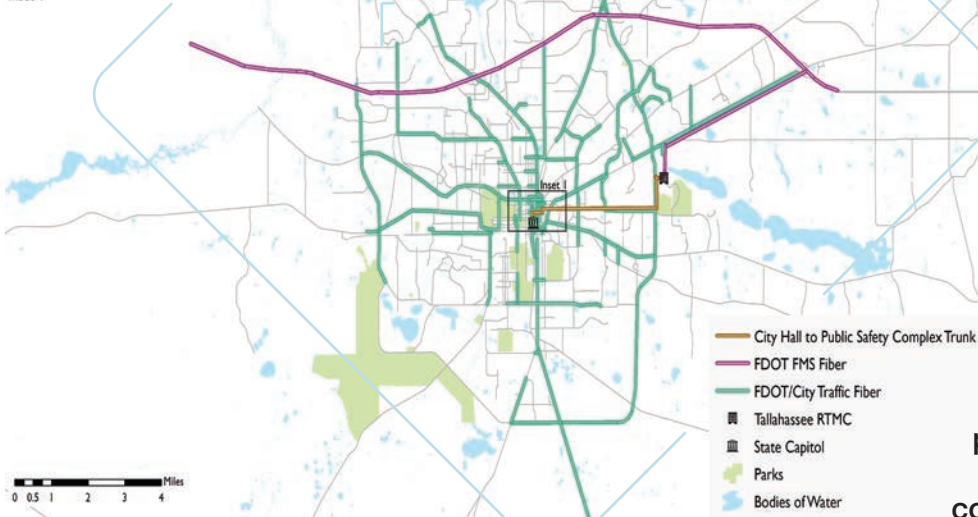 Inset 1
City Hall to Public Safety Complex Trunk
FDOT FMS Fiber
FDOT/City Traffic Fiber
Tallahassee RTMC
State Capitol
Parks
Bodies of Water
Miles
0 0.5 1 2 3 4